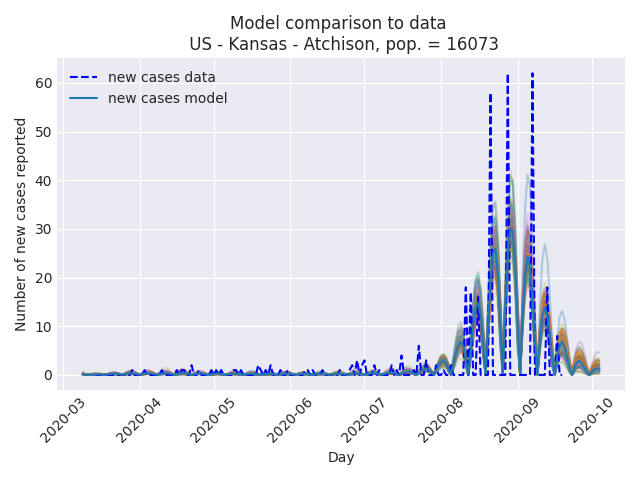 Model comparison to data
US - Kansas - Atchison, pop. = 16073
new cases data
new cases model
Number of new cases reported
60
50
40
30
20
10
0
2020-03
2020-04
2020-05
2020-06
2020-07
2020-08
2020-09
2020-10
Day